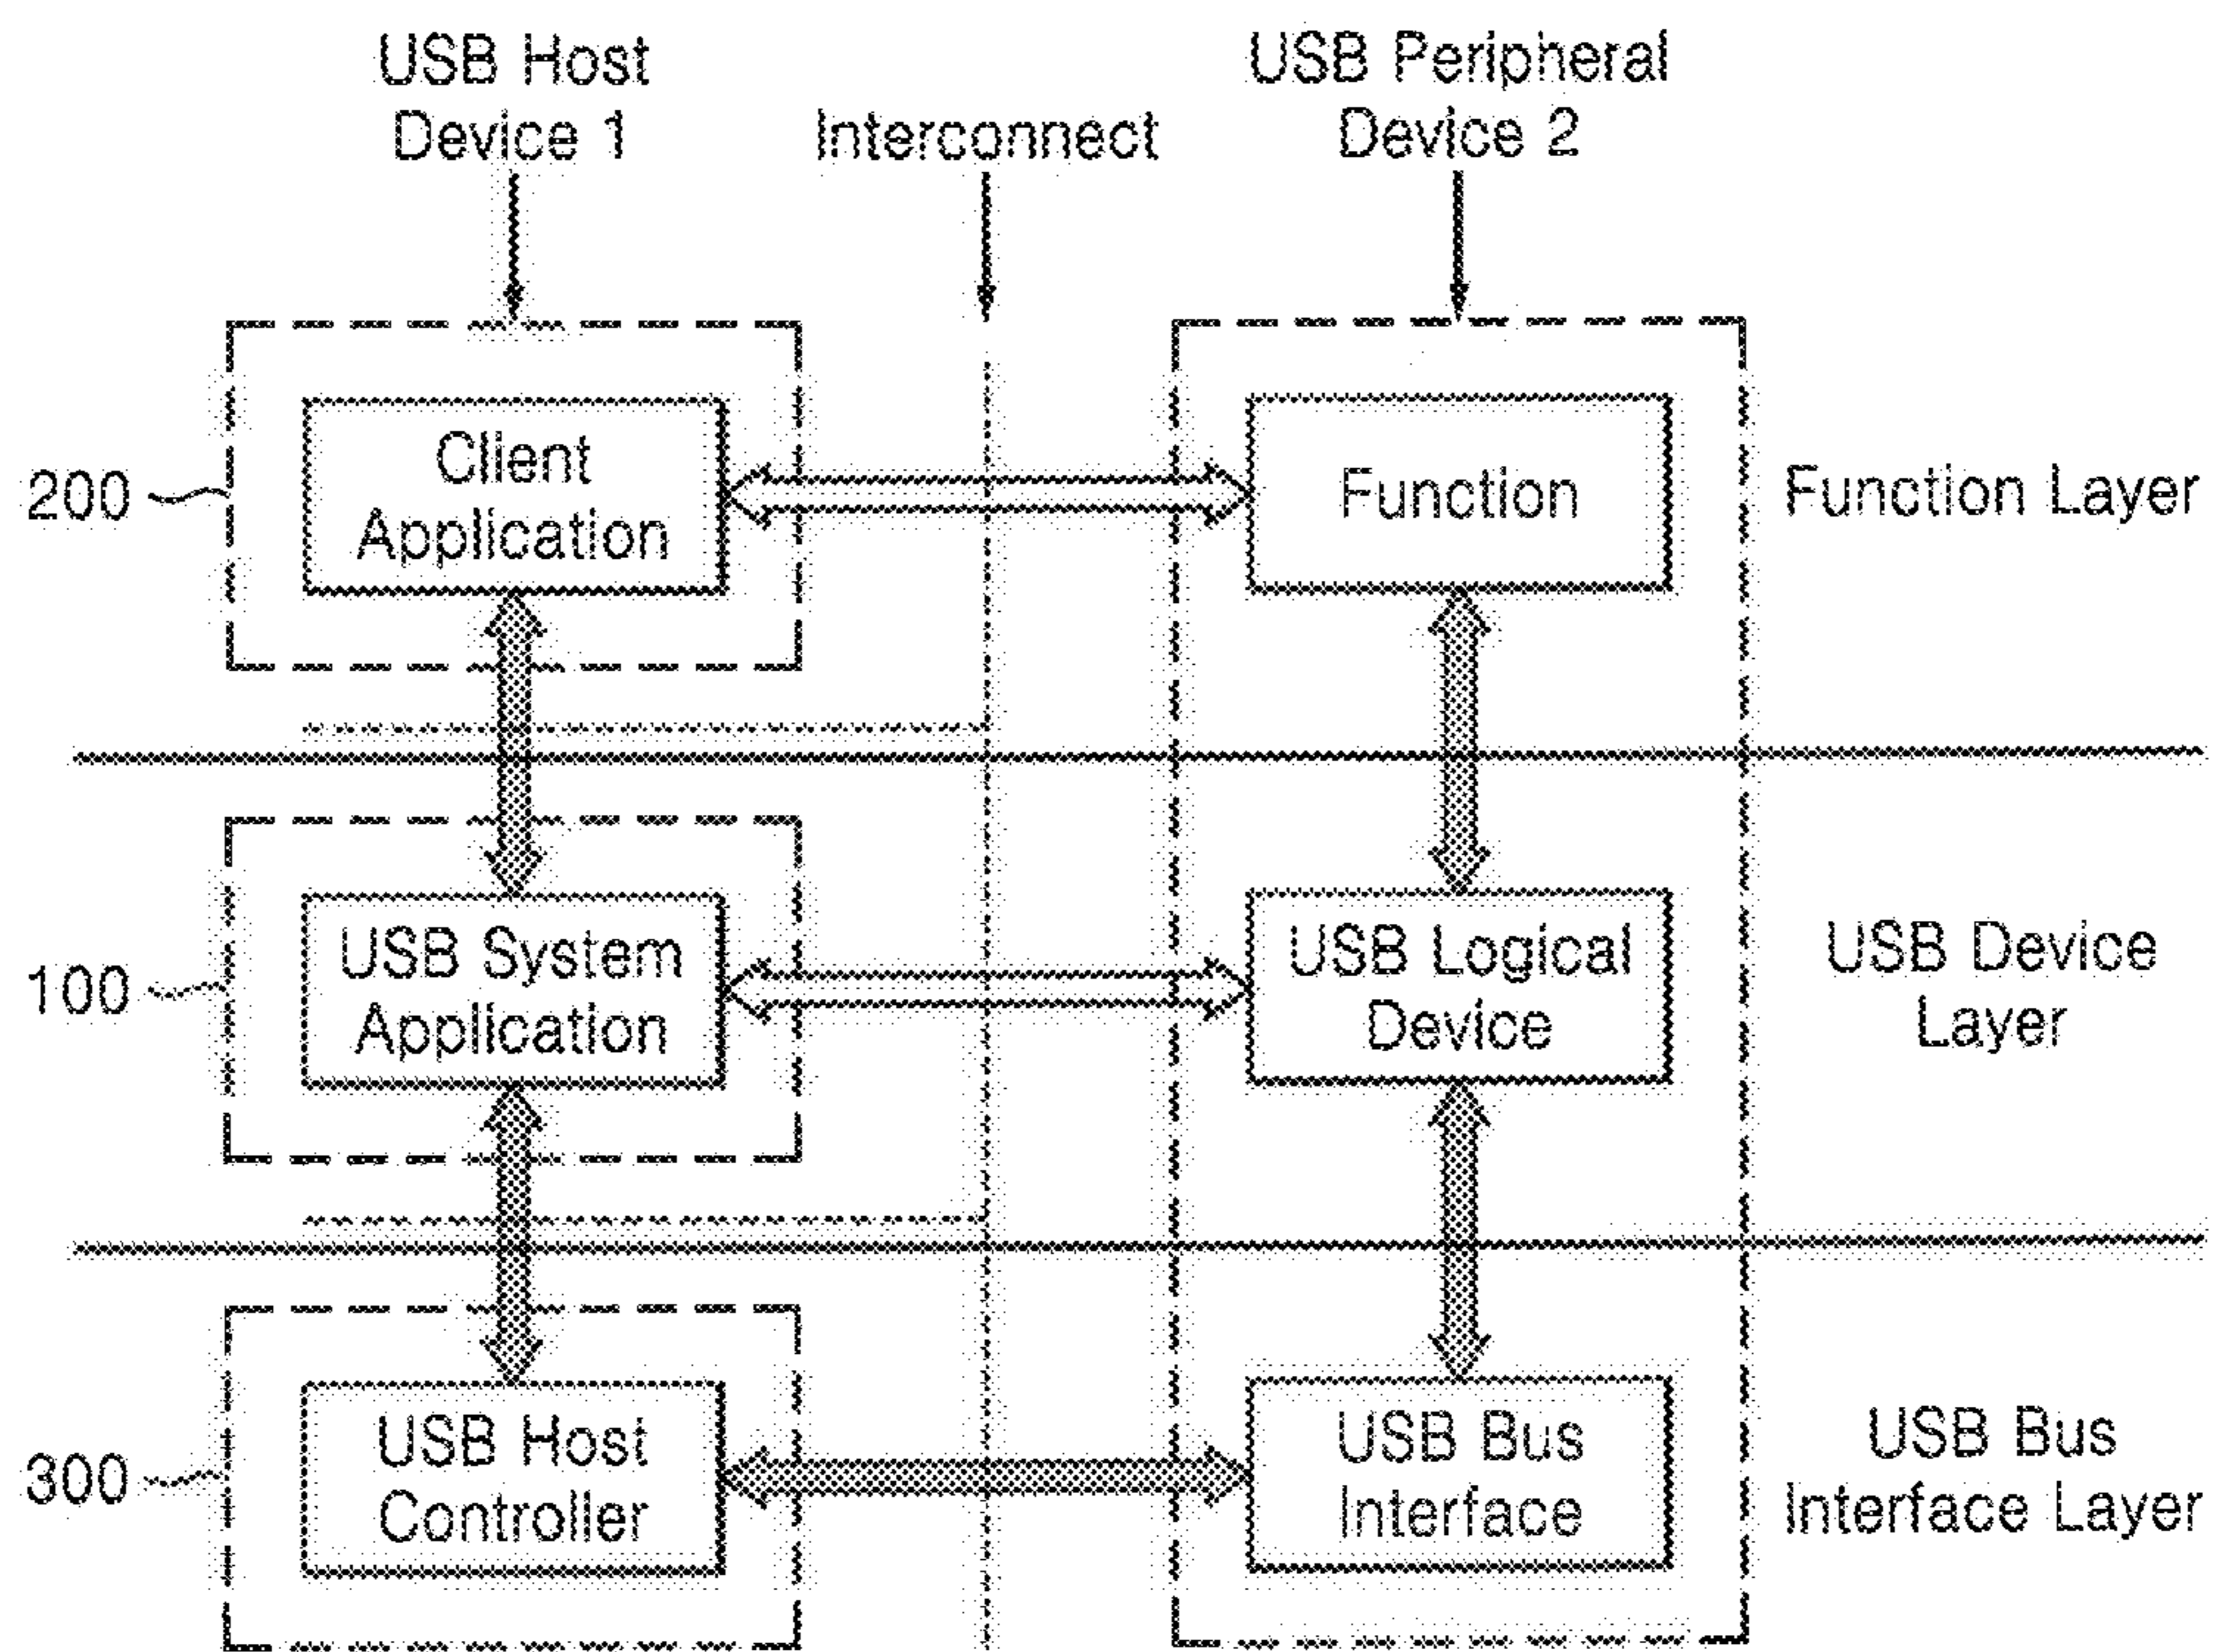 USB Host
Device 1
Interconnect
USB Peripheral
Device 2
200
Client
Application
Function
Function Layer
100
USB System
Application
USB Logical
Device
USB Device
Layer
300
USB Host
Controller
USB Bus
Interface
USB Bus
Interface Layer